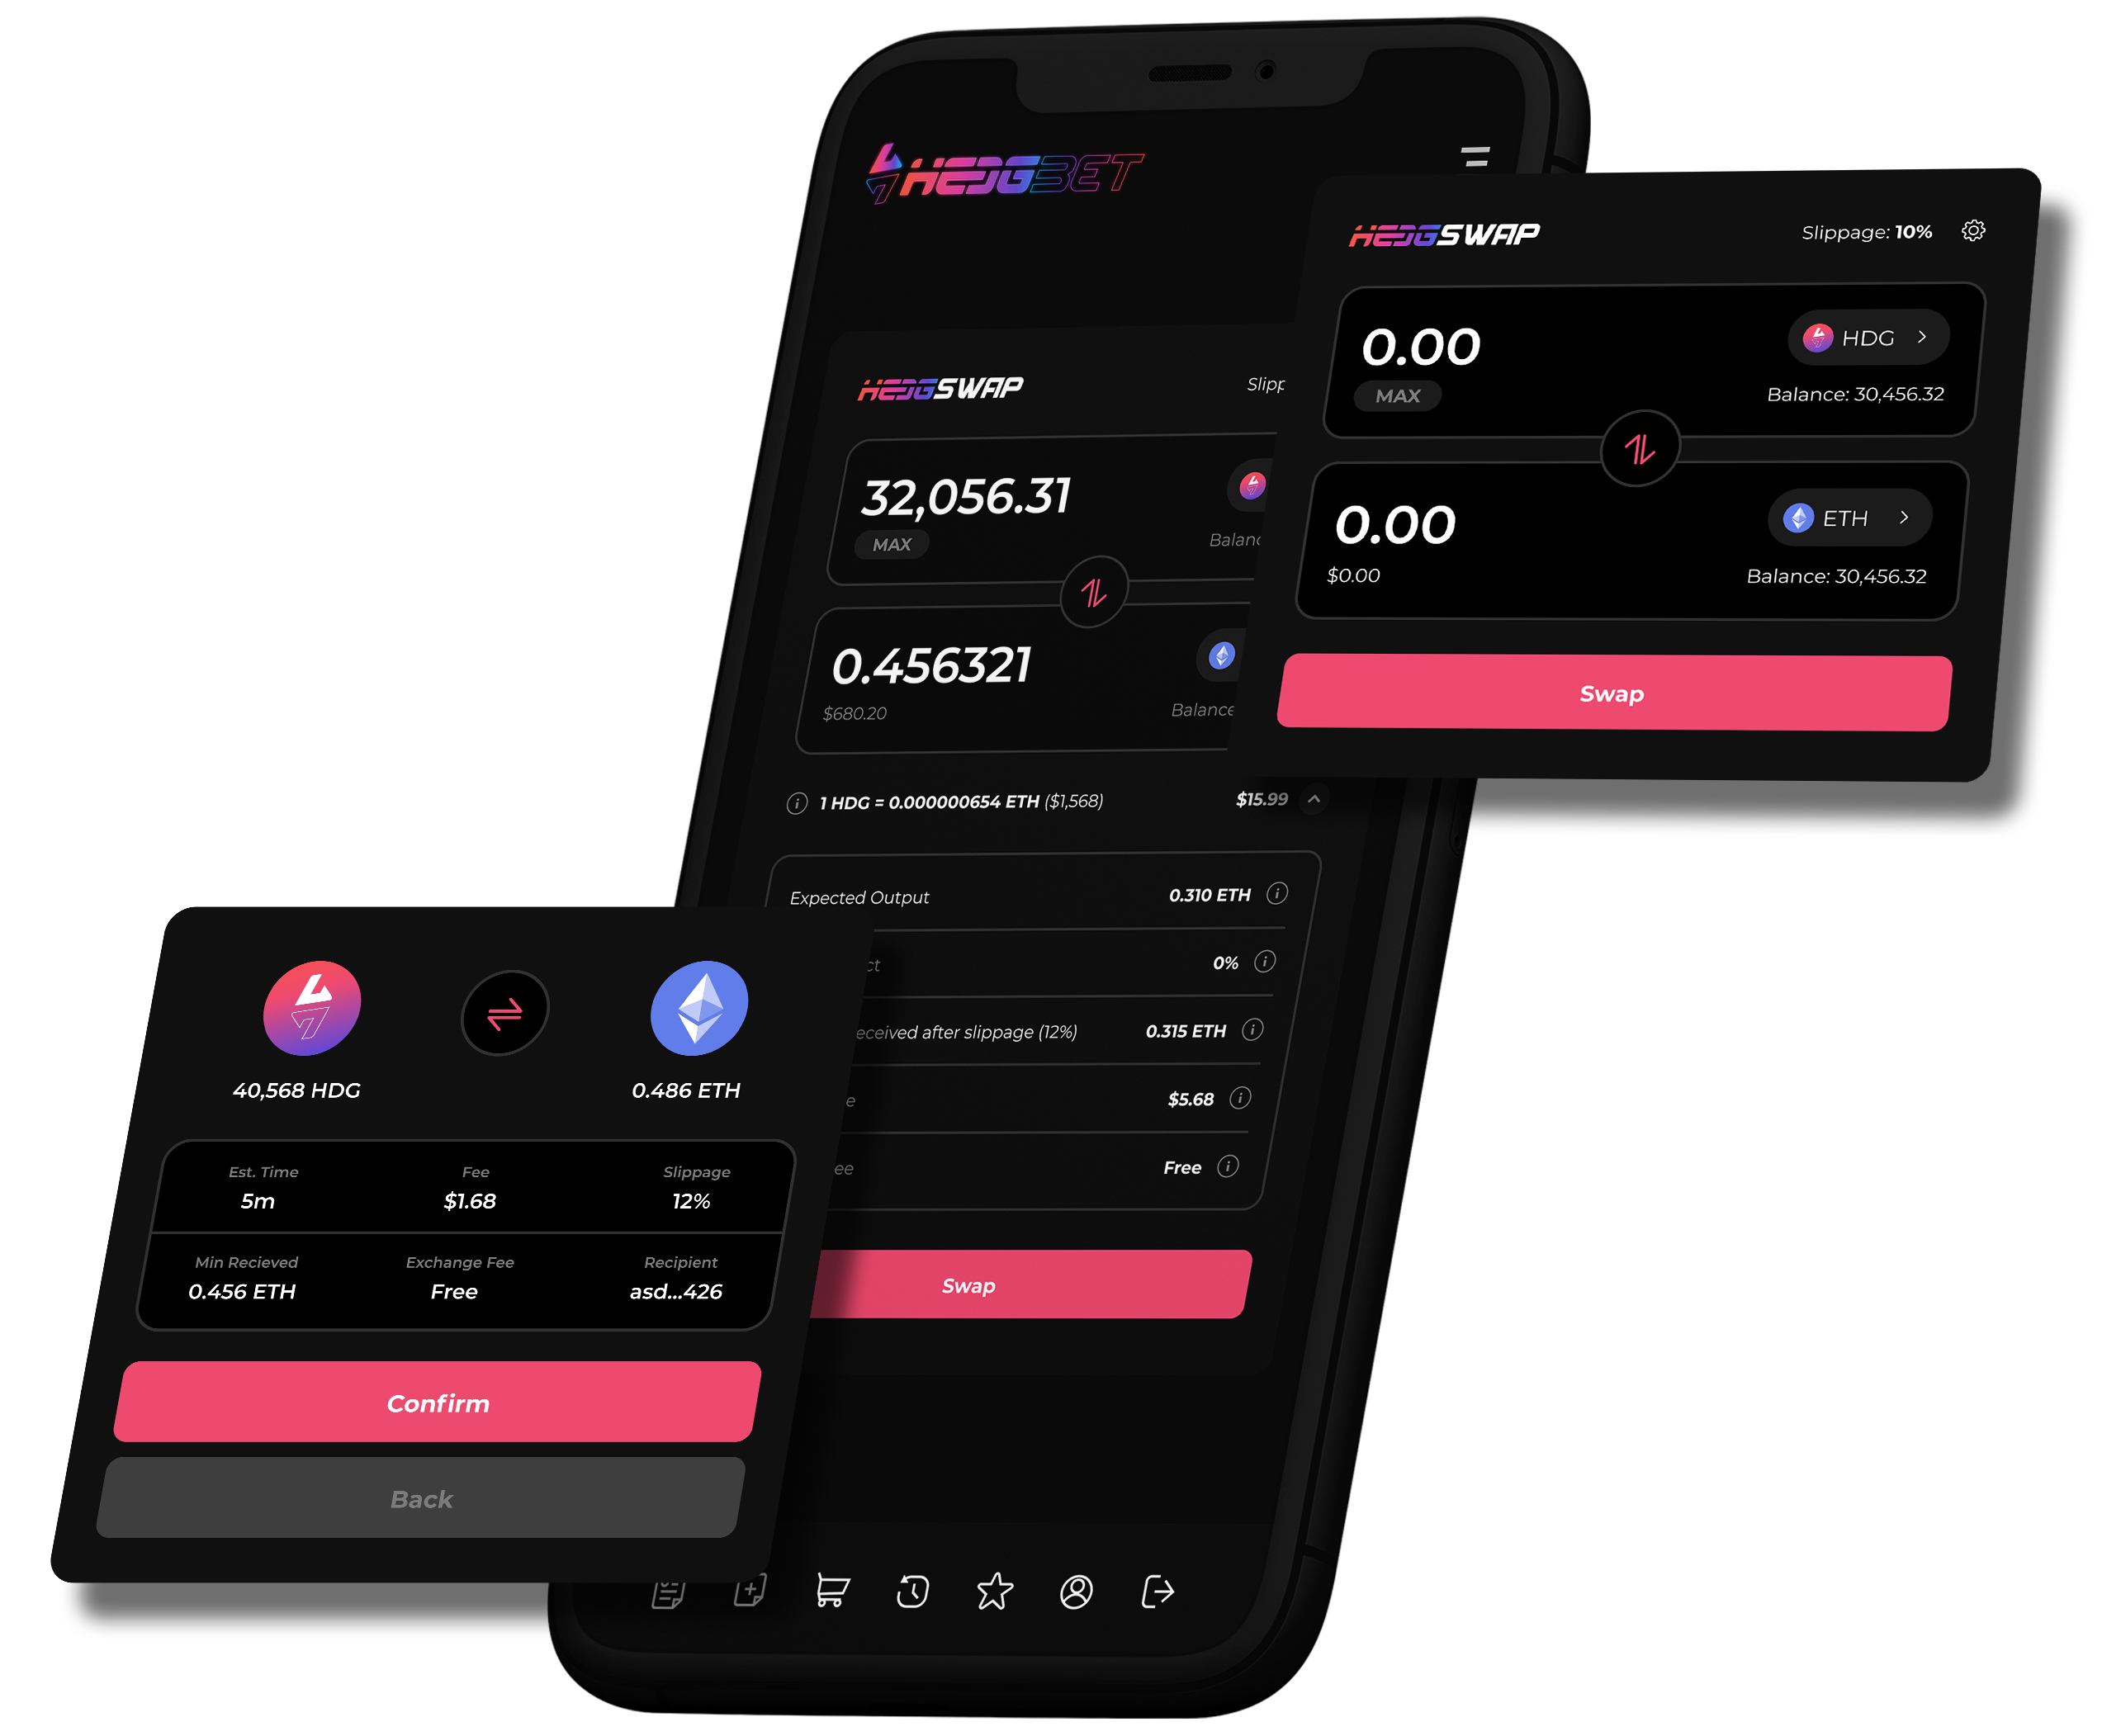 HEDGBET
HEDGSWAP
Slipp
32,056.31
MAX
Balanc
0.456321
$680.20
Balance
1 HDG = 0.000000654 ETH ($1,568)
$15.99
Expected Output
0.310 ETH
ct
0%
eceived after slippage (12%)
0.315 ETH
e
$5.68
ee
Free
Swap
HEDGSWAP
Slippage: 10%
0.00
HDG
MAX
Balance: 30,456.32
0.00
ETH
$0.00
Balance: 30,456.32
Swap
40,568 HDG
0.486 ETH
Est. Time
Fee
Slippage
5m
$1.68
12%
Min Recieved
Exchange Fee
Recipient
0.456 ETH
Free
asd...426
Confirm
Back